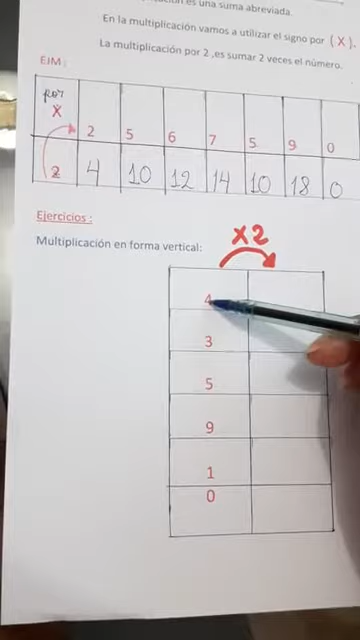 es una suma abreviada.
En la multiplicación vamos a utilizar el signo por (X).
La multiplicación por 2 ,es sumar 2 veces el número.
EJM :
por
X 2 5 6 7 5 9 0
2 4 10 12 14 10 18 0
Ejercicios :
X2
Multiplicación en forma vertical:
4
3
5
9
1
0